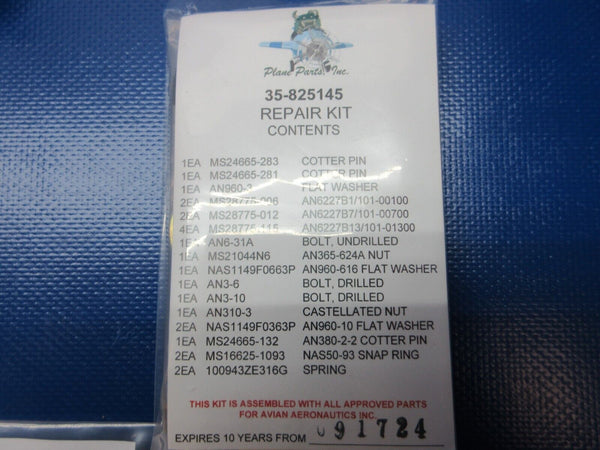 Plane Parts, Inc.
35-825145
REPAIR KIT
CONTENTS
1EA MS24665-283 COTTER PIN
1EA MS24665-281 COTTER PIN
1EA AN960-3 FLAT WASHER
2EA MS28775-006 AN6227B1/101-00100
2EA MS28775-012 AN6227B7/101-00700
4EA MS28775-115 AN6227B13/101-01300
1EA AN6-31A BOLT, UNDRILLED
1EA MS21044N6 AN365-624A NUT
1EA NAS1149F0663P AN960-616 FLAT WASHER
1EA AN3-6 BOLT, DRILLED
1EA AN3-10 BOLT, DRILLED
1EA AN310-3 CASTELLATED NUT
2EA NAS1149F0363P AN960-10 FLAT WASHER
1EA MS24665-132 AN380-2-2 COTTER PIN
2EA MS16625-1093 NAS50-93 SNAP RING
2EA 100943ZE316G SPRING
THIS KIT IS ASSEMBLED WITH ALL APPROVED PARTS
FOR AVIAN AERONAUTICS INC.
EXPIRES 10 YEARS FROM 091724